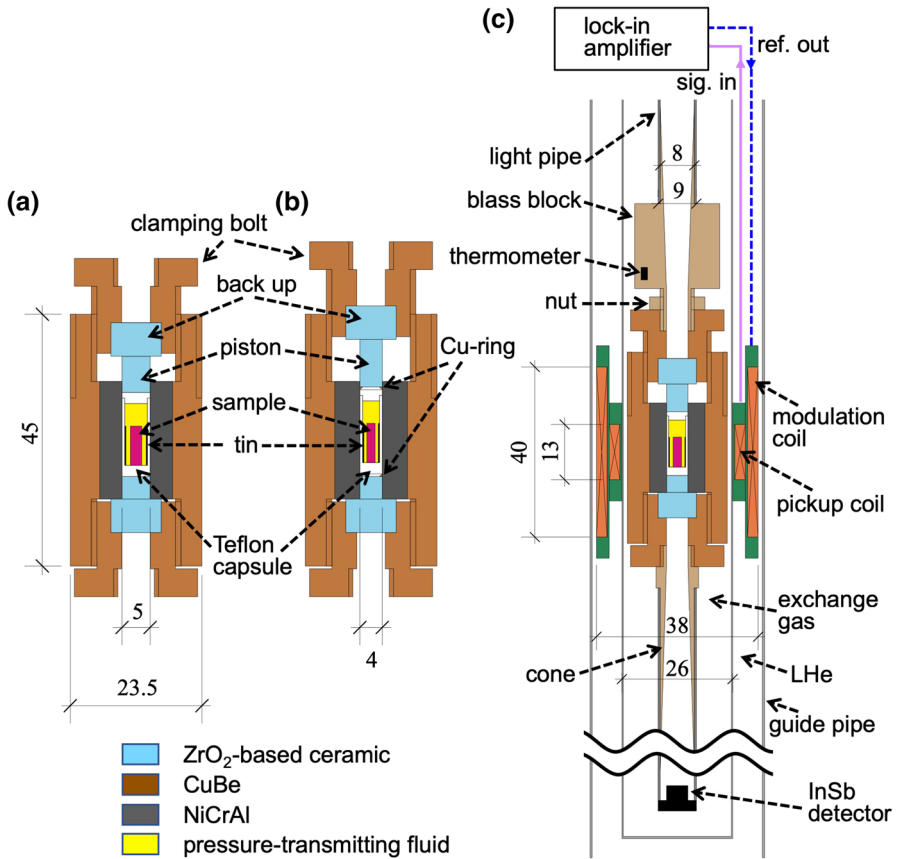 (c)
lock-in
amplifier
ref. out
sig. in
light pipe
8
(a)
(b)
blass block
9
clamping bolt
thermometer
back up
nut
piston
Cu-ring
sample
modulation
coil
45
tin
40
13
pickup coil
Teflon
capsule
5
exchange
gas
38
4
cone
26
LHe
23.5
guide pipe
ZrO2-based ceramic
CuBe
NiCrAl
pressure-transmitting fluid
InSb
detector